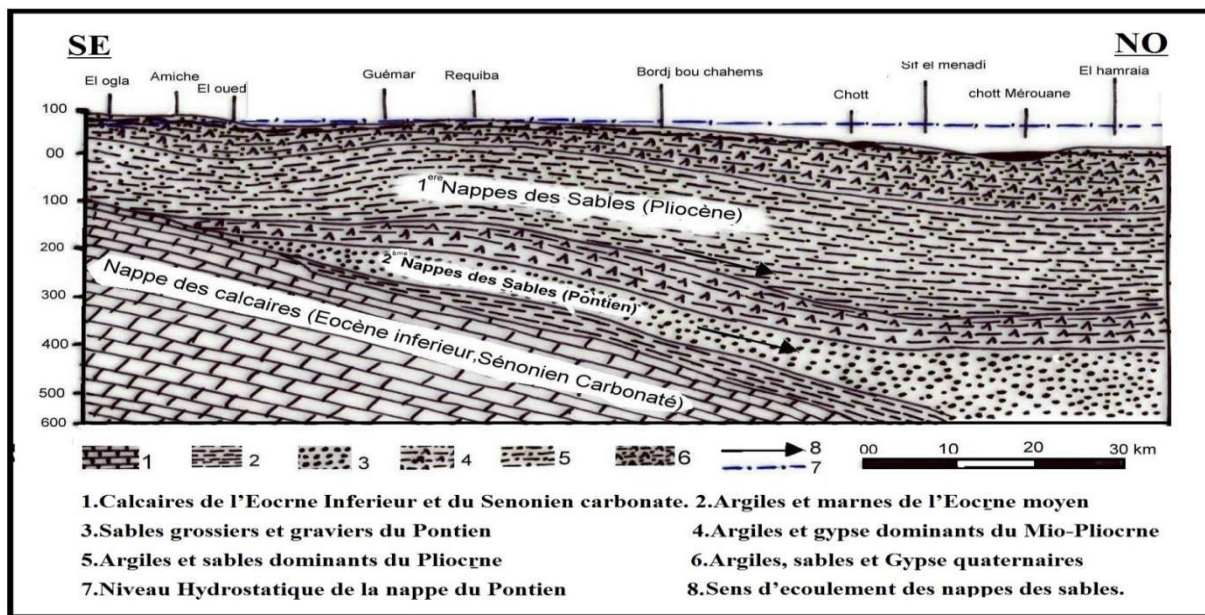 SE
NO
El ogla
Amiche
El oued
Guémar
Requiba
Bordj bou chahems
Chott
Sif el menadi
chott Mérouane
El hamraia
100
00
100
200
300
400
500
600
1ere Nappes des Sables (Pliocène)
2ème Nappes des Sables (Pontien)
Nappe des calcaires (Eocène inferieur,Sénonien Carbonaté)
1
2
3
4
5
6
8
7
00 10 20 30 km
1.Calcaires de l'Eocrne Inferieur et du Senonien carbonate. 2.Argiles et marnes de l'Eocrne moyen
3.Sables grossiers et graviers du Pontien 4.Argiles et gypse dominants du Mio-Pliocrne
5.Argiles et sables dominants du Pliocrne 6.Argiles, sables et Gypse quaternaires
7.Niveau Hydrostatique de la nappe du Pontien 8.Sens d'ecoulement des nappes des sables.